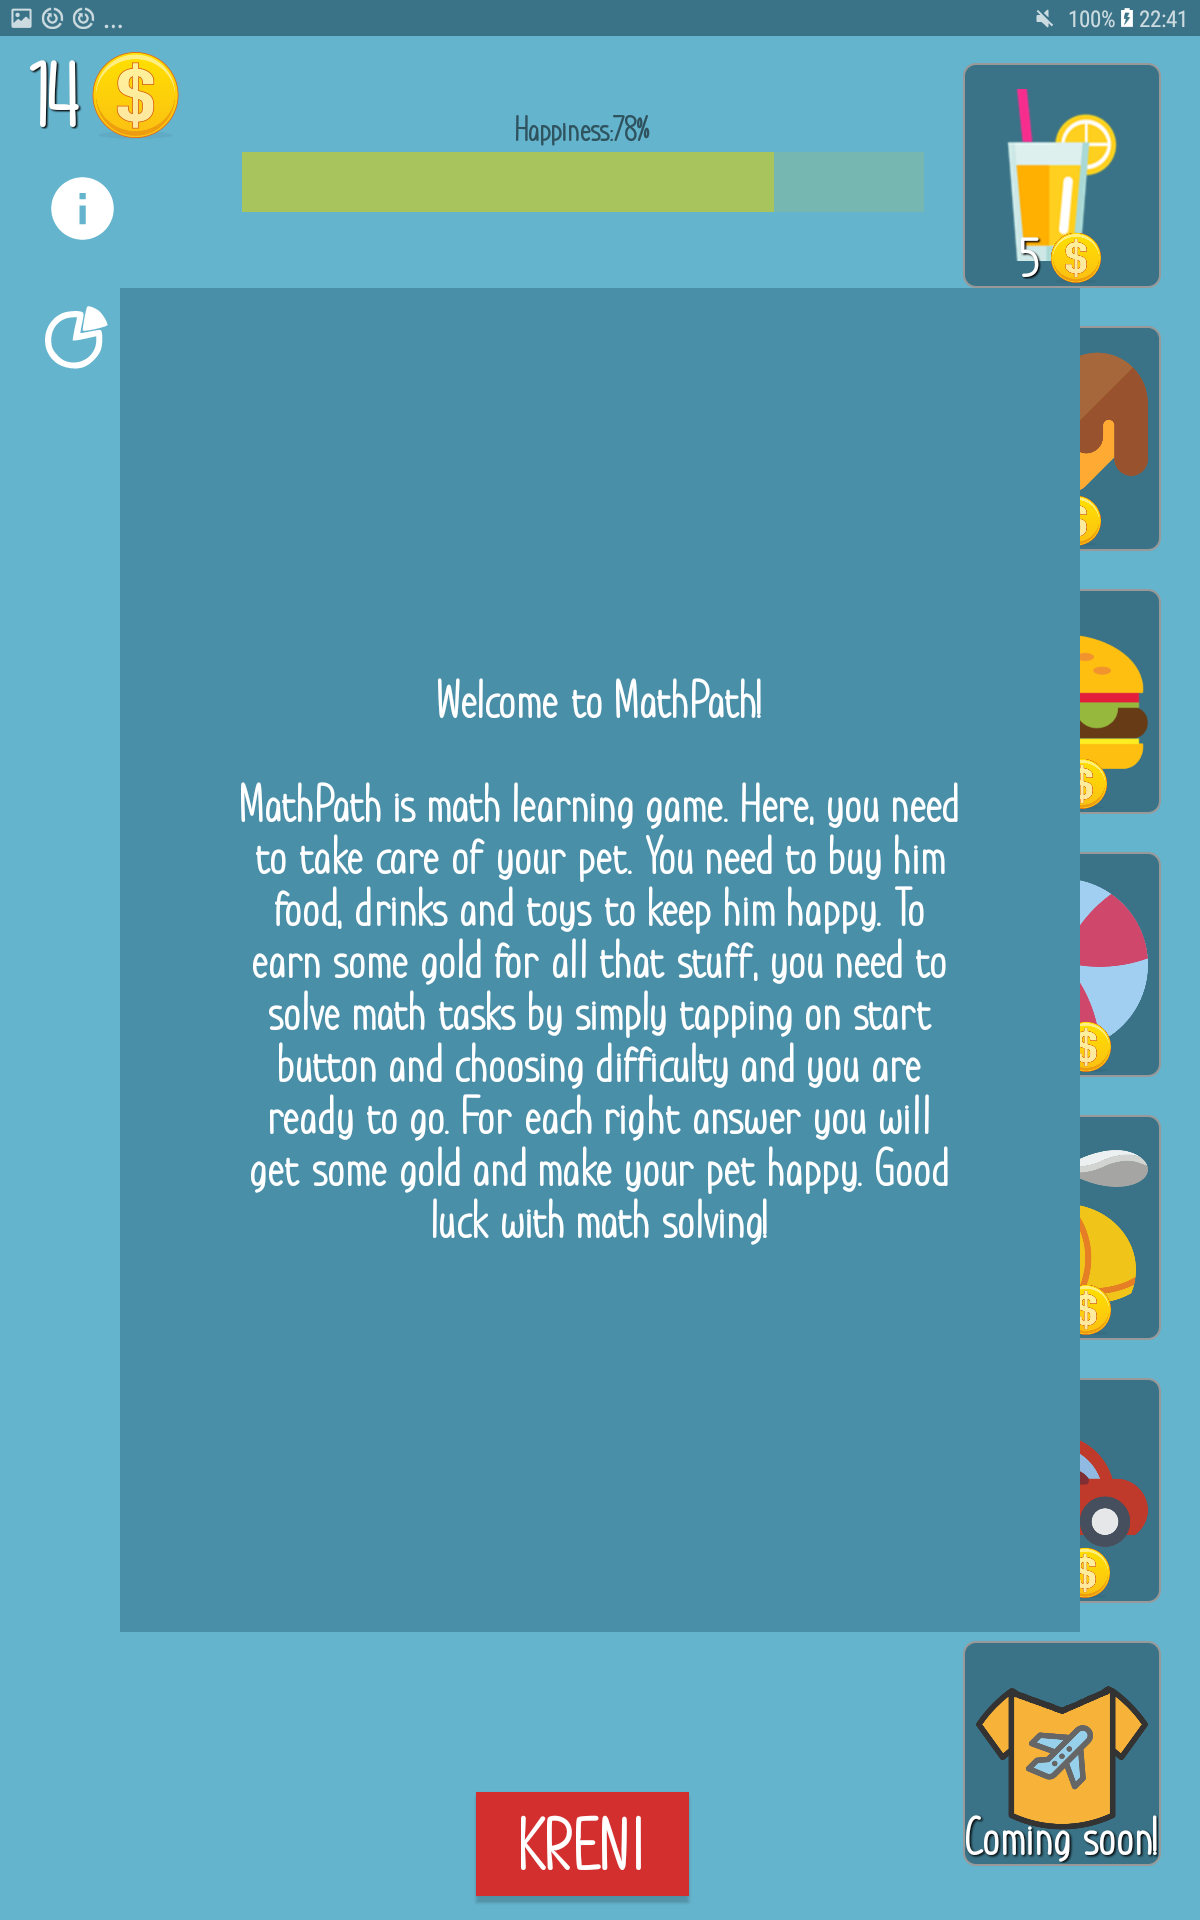 100% 22:41
14
Happiness:78%
5
Welcome to MathPath!
MathPath is math learning game. Here, you need
to take care of your pet. You need to buy him
food, drinks and toys to keep him happy. To
earn some gold for all that stuff, you need to
solve math tasks by simply tapping on start
button and choosing difficulty and you are
ready to go. For each right answer you will
get some gold and make your pet happy. Good
luck with math solving!
KRENI
Coming soon!